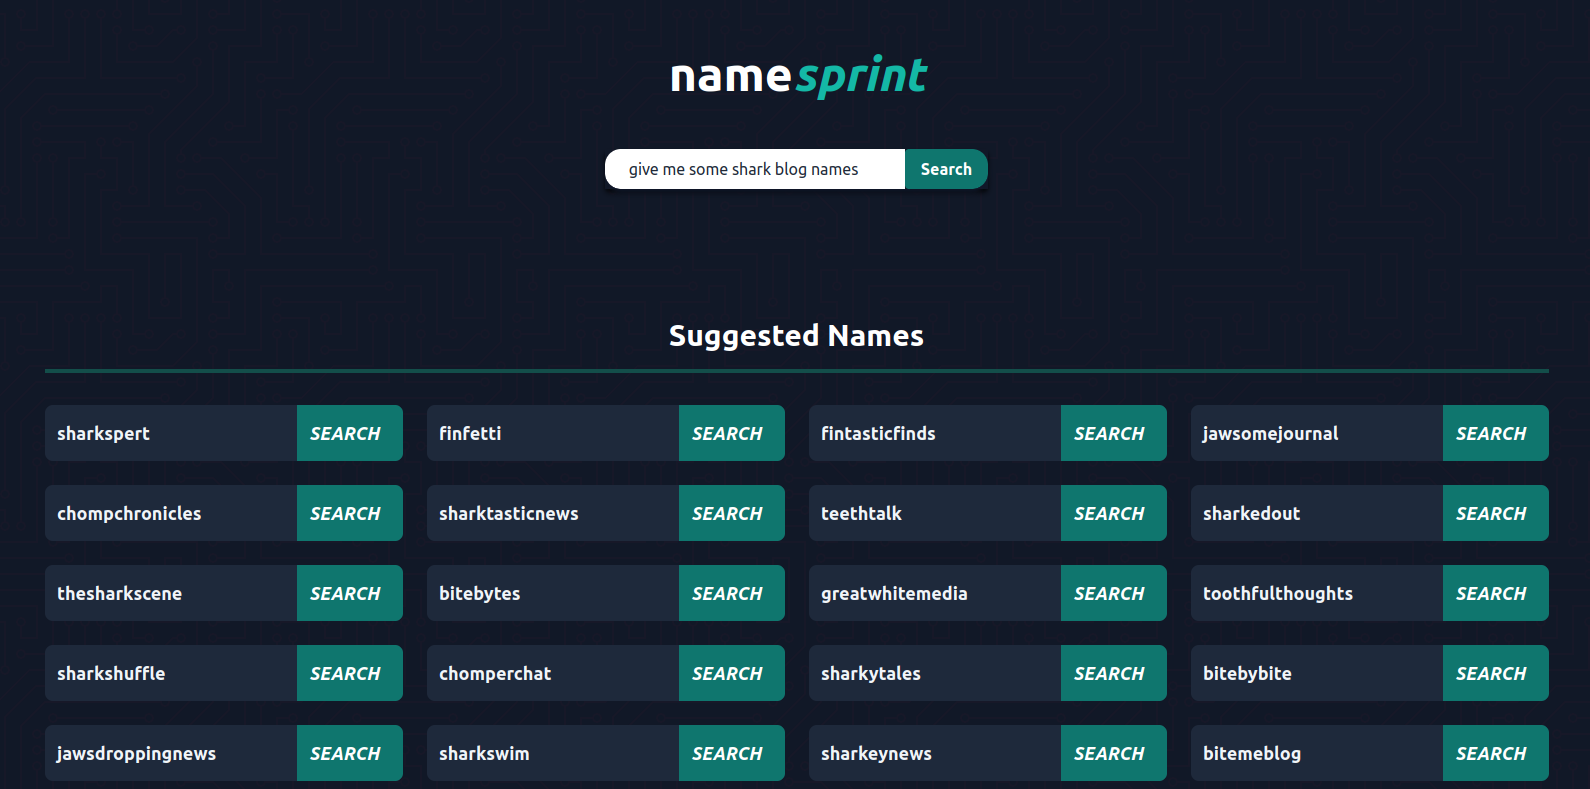 namesprint
give me some shark blog names Search
Suggested Names
sharkspert SEARCH finfetti SEARCH fintasticfinds SEARCH jawsomejournal SEARCH
chompchronicles SEARCH sharktasticnews SEARCH teethtalk SEARCH sharkedout SEARCH
thesharkscene SEARCH bitebytes SEARCH greatwhitemedia SEARCH toothfulthoughts SEARCH
sharkshuffle SEARCH chomperchat SEARCH sharkytales SEARCH bitebybite SEARCH
jawsdroppingnews SEARCH sharkswim SEARCH sharkeynews SEARCH bitemeblog SEARCH